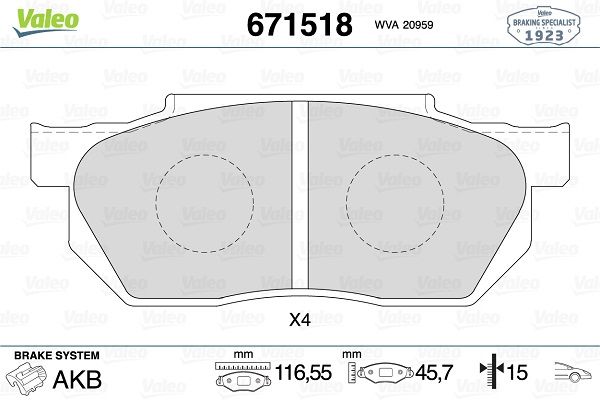 Valeo
671518 WVA 20959
Valeo
BRAKING SPECIALIST
SINCE
1923
X4
BRAKE SYSTEM
AKB
mm
116,55
mm
45,7
15